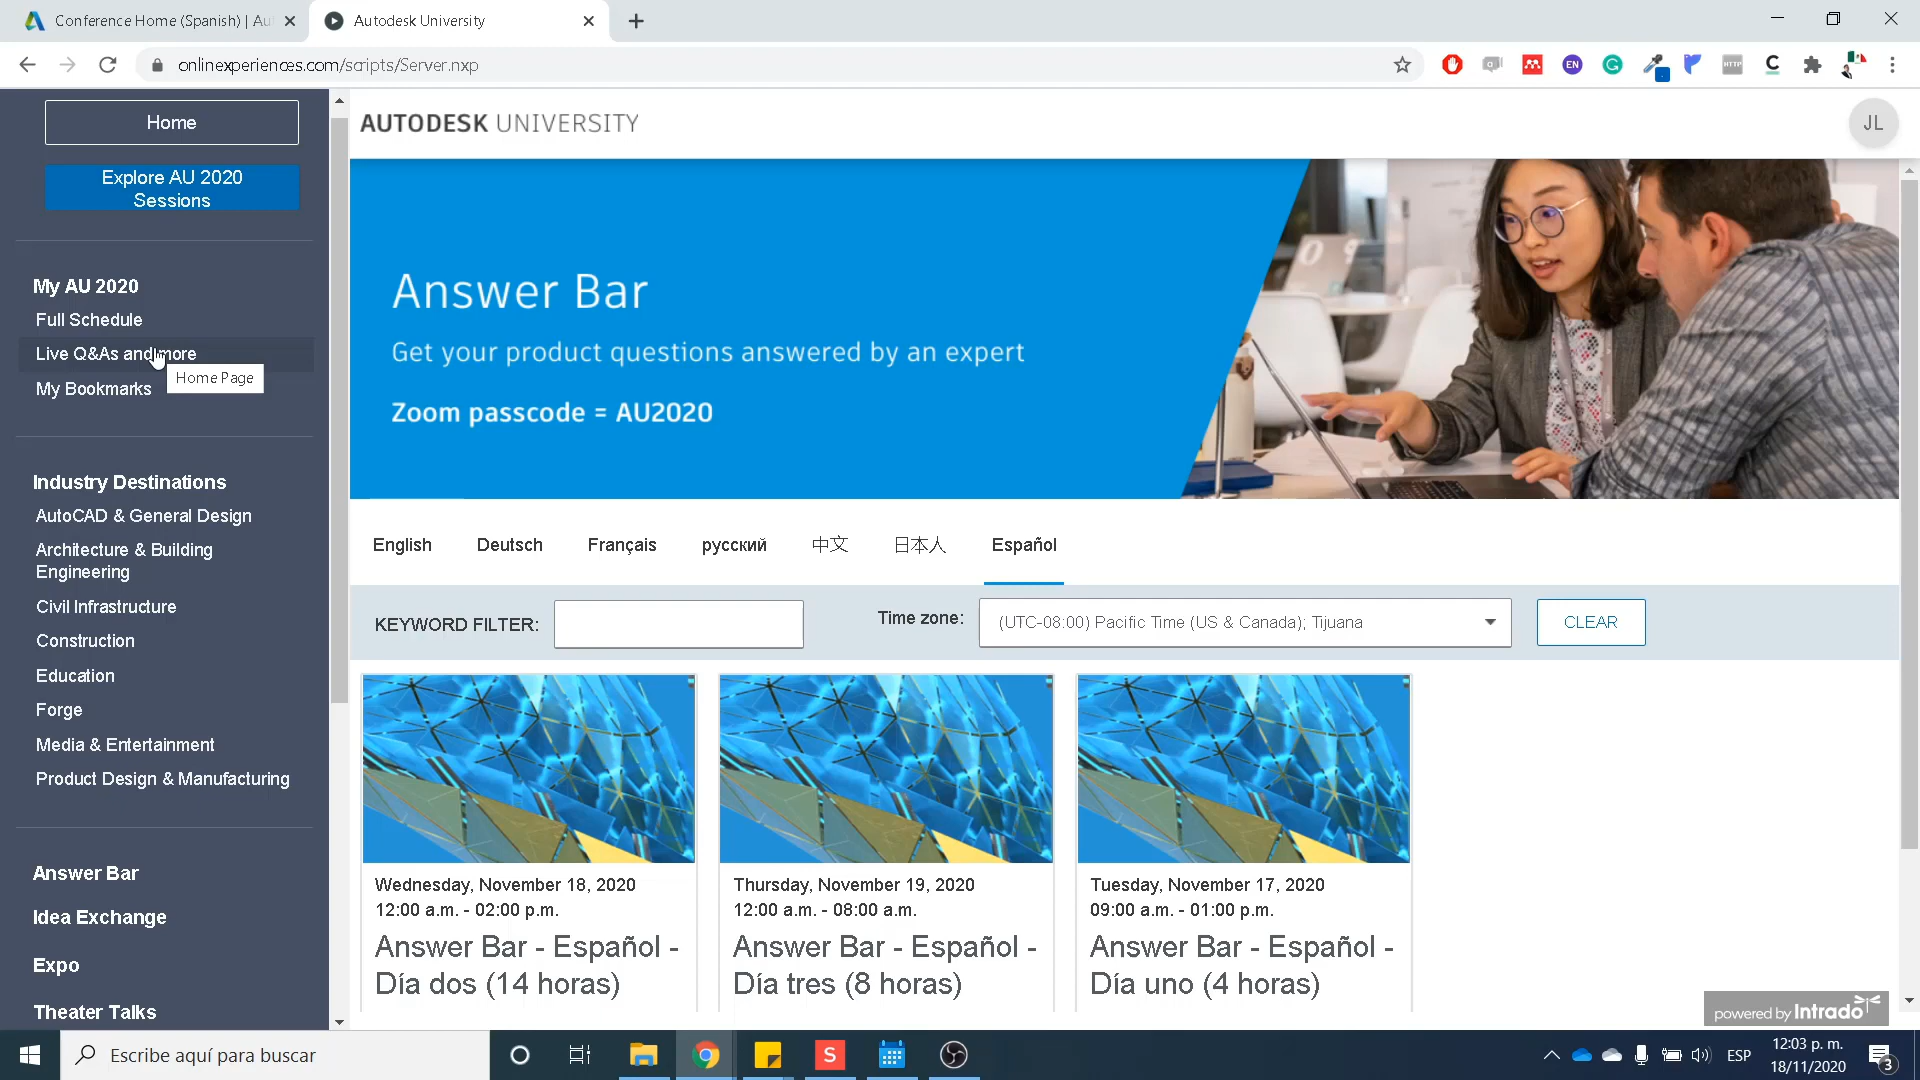 Conference Home (Spanish) | Au
Autodesk University
onlinexperiences.com/scripts/Server.nxp
EN
HTTP
Home
Explore AU 2020
Sessions
My AU 2020
Full Schedule
Live Q&As and more
Home Page
My Bookmarks
Industry Destinations
AutoCAD & General Design
Architecture & Building
Engineering
Civil Infrastructure
Construction
Education
Forge
Media & Entertainment
Product Design & Manufacturing
Answer Bar
Idea Exchange
Expo
Theater Talks
AUTODESK UNIVERSITY
JL
Answer Bar
Get your product questions answered by an expert
Zoom passcode = AU2020
English Deutsch Français русский 中文 日本人 Español
KEYWORD FILTER:
Time zone: (UTC-08:00) Pacific Time (US & Canada); Tijuana
CLEAR
Wednesday, November 18, 2020
12:00 a.m. - 02:00 p.m.
Answer Bar - Español -
Día dos (14 horas)
Thursday, November 19, 2020
12:00 a.m. - 08:00 a.m.
Answer Bar - Español -
Día tres (8 horas)
Tuesday, November 17, 2020
09:00 a.m. - 01:00 p.m.
Answer Bar - Español -
Día uno (4 horas)
powered by Intrado
Escribe aquí para buscar
S
ESP
12:03 p. m.
18/11/2020
3